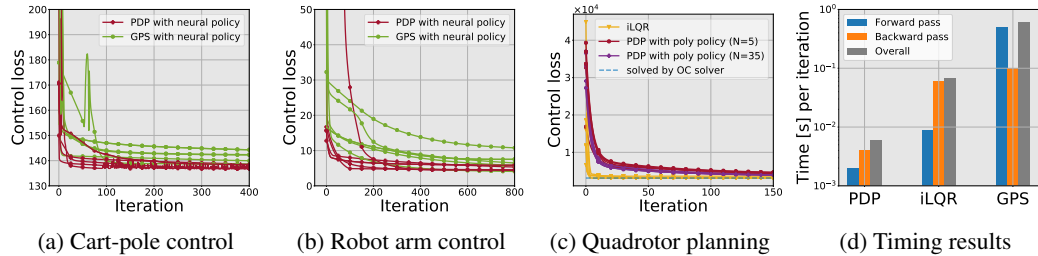 PDP with neural policy
GPS with neural policy
200
190
180
170
160
150
140
130
0
100
200
300
400
Control loss
Iteration
(a) Cart-pole control
PDP with neural policy
GPS with neural policy
50
40
30
20
10
0
0
200
400
600
800
Control loss
Iteration
(b) Robot arm control
×10⁴
iLQR
PDP with poly policy (N=5)
PDP with poly policy (N=35)
solved by OC solver
4
3
2
1
0
50
100
150
Control loss
Iteration
(c) Quadrotor planning
Forward pass
Backward pass
Overall
10⁰
10⁻¹
10⁻²
10⁻³
Time [s] per iteration
PDP
iLQR
GPS
(d) Timing results